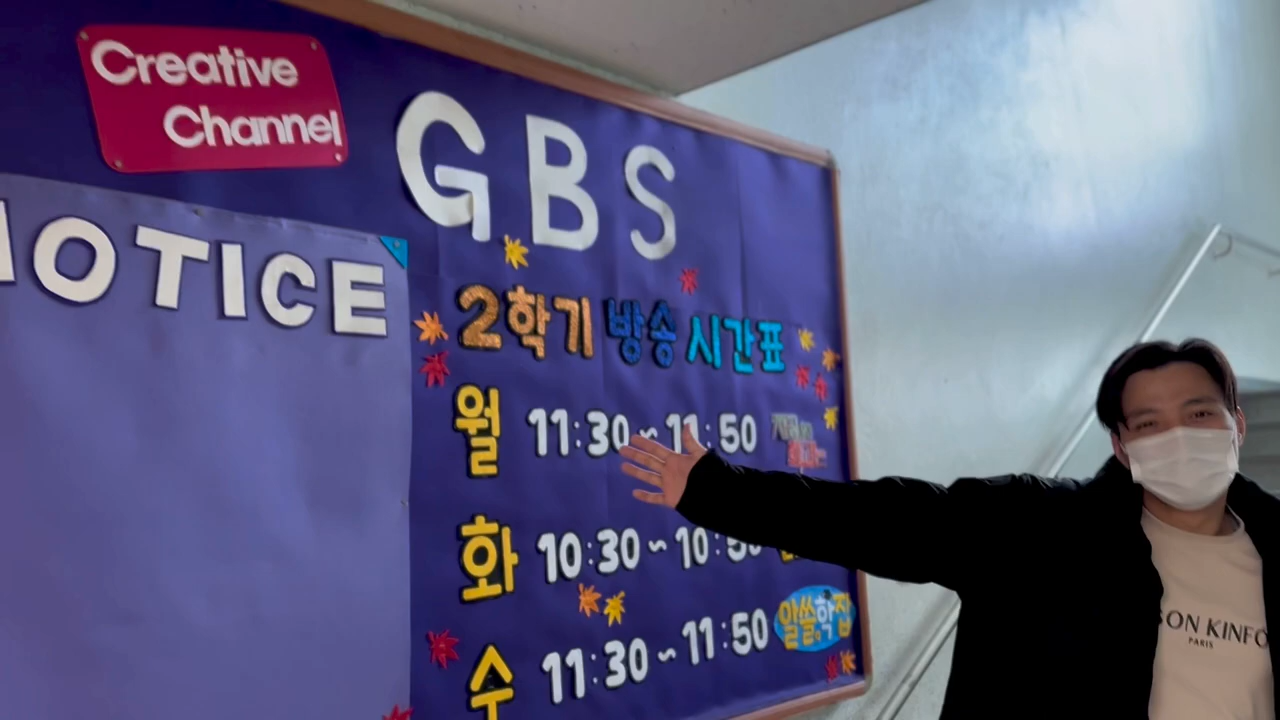 Creative
Channel
GBS
NOTICE
2학기 방송 시간표
월 11:30~11:50
화 10:30~10:50
수 11:30~11:50 알쓸학잡
SON KINFO
PARIS